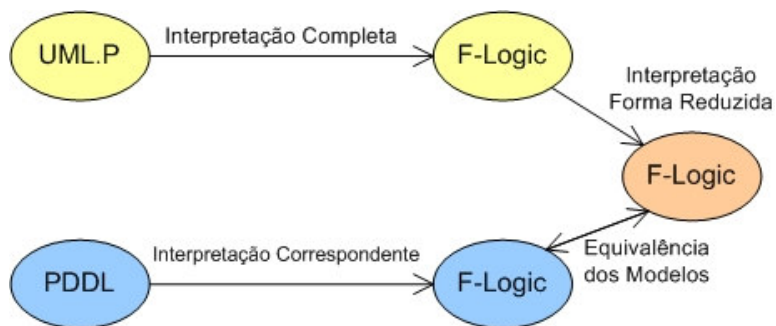 UML.P
Interpretação Completa
F-Logic
Interpretação
Forma Reduzida
F-Logic
PDDL
Interpretação Correspondente
F-Logic
Equivalência
dos Modelos